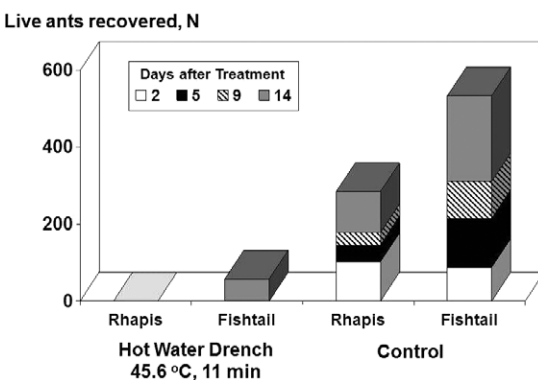 Live ants recovered, N
600
Days after Treatment
2 5 9 14
400
200
0
Rhapis Fishtail Rhapis Fishtail
Hot Water Drench Control
45.6 ºC, 11 min